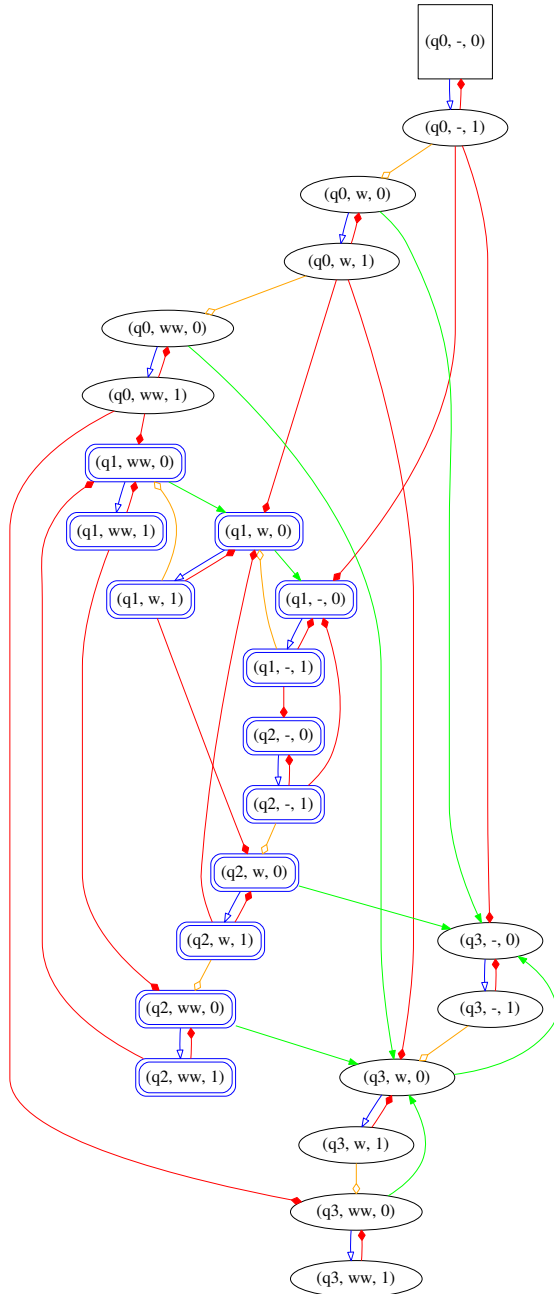 (q0, -, 0)
(q0, -, 1)
(q0, w, 0)
(q0, w, 1)
(q0, ww, 0)
(q0, ww, 1)
(q1, ww, 0)
(q1, ww, 1)
(q1, w, 0)
(q1, w, 1)
(q1, -, 0)
(q1, -, 1)
(q2, -, 0)
(q2, -, 1)
(q2, w, 0)
(q2, w, 1)
(q3, -, 0)
(q2, ww, 0)
(q3, -, 1)
(q2, ww, 1)
(q3, w, 0)
(q3, w, 1)
(q3, ww, 0)
(q3, ww, 1)